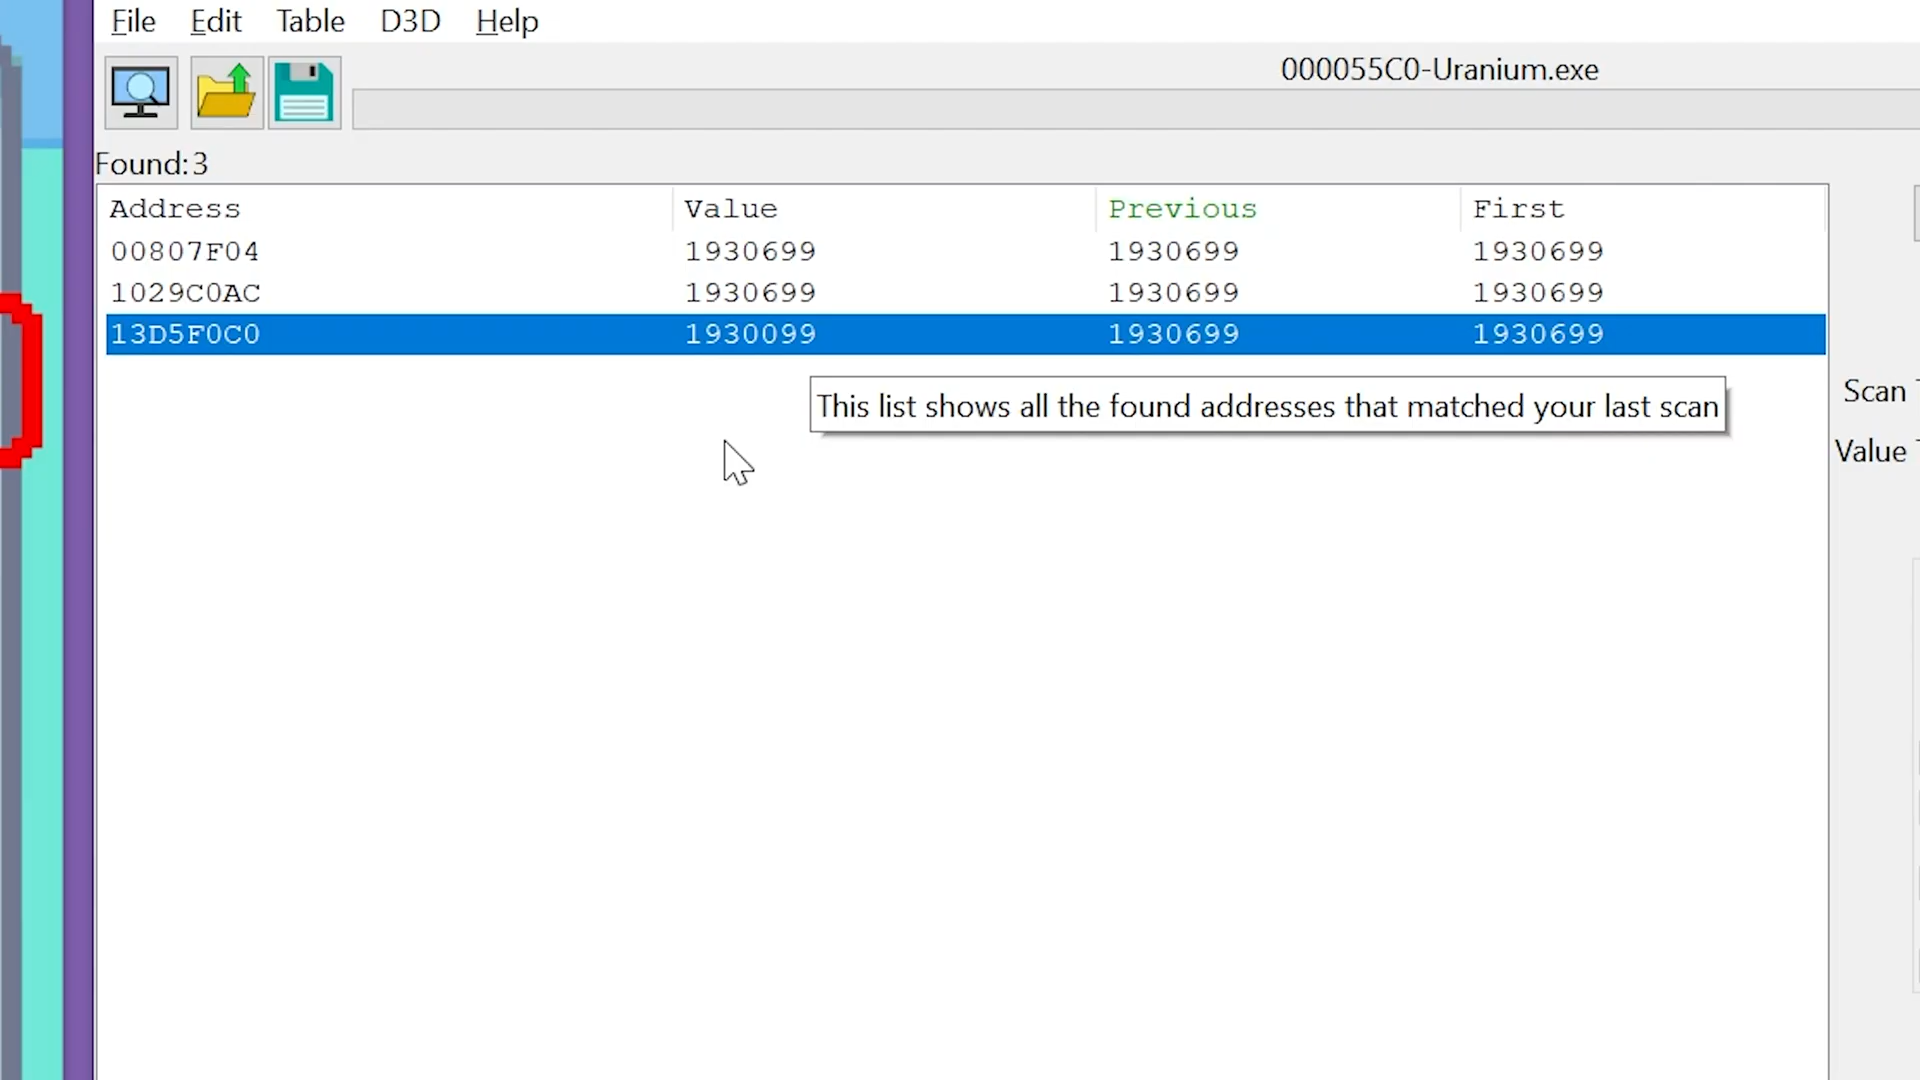 File Edit Table D3D Help
000055C0-Uranium.exe
Found:3
Address Value Previous First
00807F04 1930699 1930699 1930699
1029C0AC 1930699 1930699 1930699
13D5F0C0 1930099 1930699 1930699
This list shows all the found addresses that matched your last scan
Scan
Value